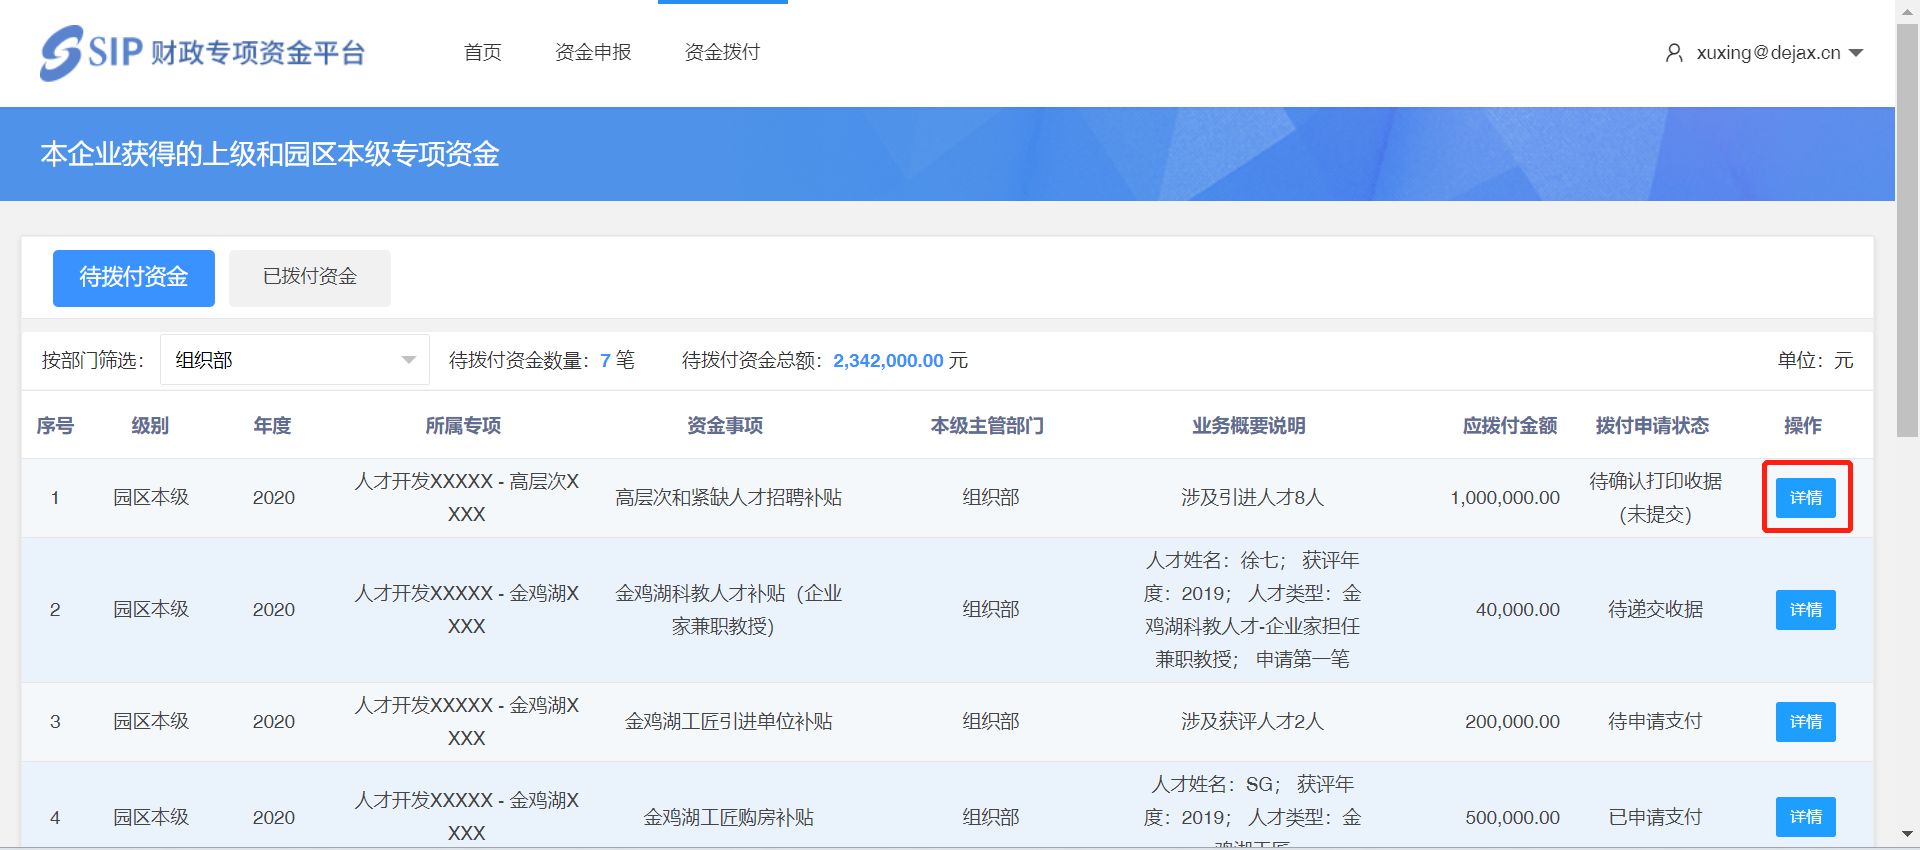 SIP 财政专项资金平台
首页 资金申报 资金拨付
xuxing@dejax.cn
本企业获得的上级和园区本级专项资金
待拨付资金 已拨付资金
按部门筛选： 组织部 待拨付资金数量：7 笔 待拨付资金总额：2,342,000.00 元 单位：元
序号 级别 年度 所属专项 资金事项 本级主管部门 业务概要说明 应拨付金额 拨付申请状态 操作
1 园区本级 2020 人才开发XXXXX - 高层次X
XXX 高层次和紧缺人才招聘补贴 组织部 涉及引进人才8人 1,000,000.00 待确认打印收据
（未提交） 详情
2 园区本级 2020 人才开发XXXXX - 金鸡湖X
XXX 金鸡湖科教人才补贴（企业
家兼职教授） 组织部 人才姓名：徐七； 获评年
度：2019； 人才类型：金
鸡湖科教人才-企业家担任
兼职教授； 申请第一笔 40,000.00 待递交收据 详情
3 园区本级 2020 人才开发XXXXX - 金鸡湖X
XXX 金鸡湖工匠引进单位补贴 组织部 涉及获评人才2人 200,000.00 待申请支付 详情
4 园区本级 2020 人才开发XXXXX - 金鸡湖X
XXX 金鸡湖工匠购房补贴 组织部 人才姓名：SG； 获评年
度：2019； 人才类型：金
500,000.00 已申请支付 详情